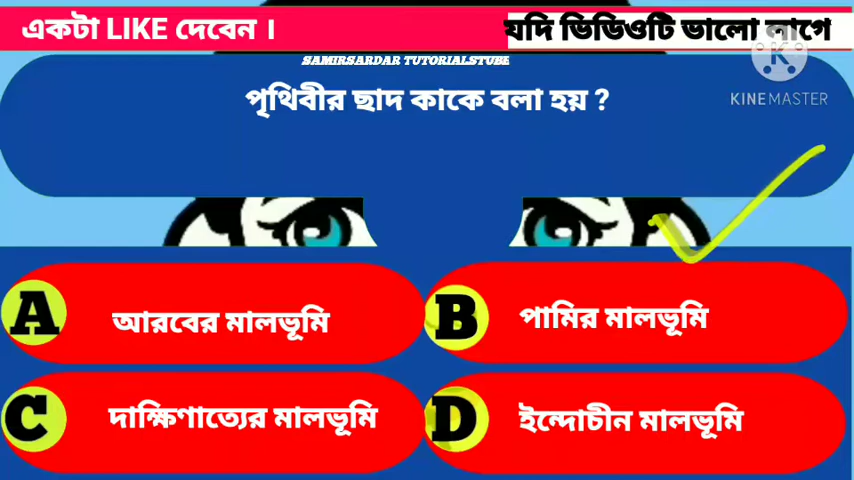 একটা LIKE দেবেন ।
যদি ভিডিওটি ভালো লাগে
SAMIRSARDAR TUTORIALSTUBE
K
KINEMASTER
পৃথিবীর ছাদ কাকে বলা হয় ?
A আরবের মালভূমি
B পামির মালভূমি
C দাক্ষিণাত্যের মালভূমি
D ইন্দোচীন মালভূমি